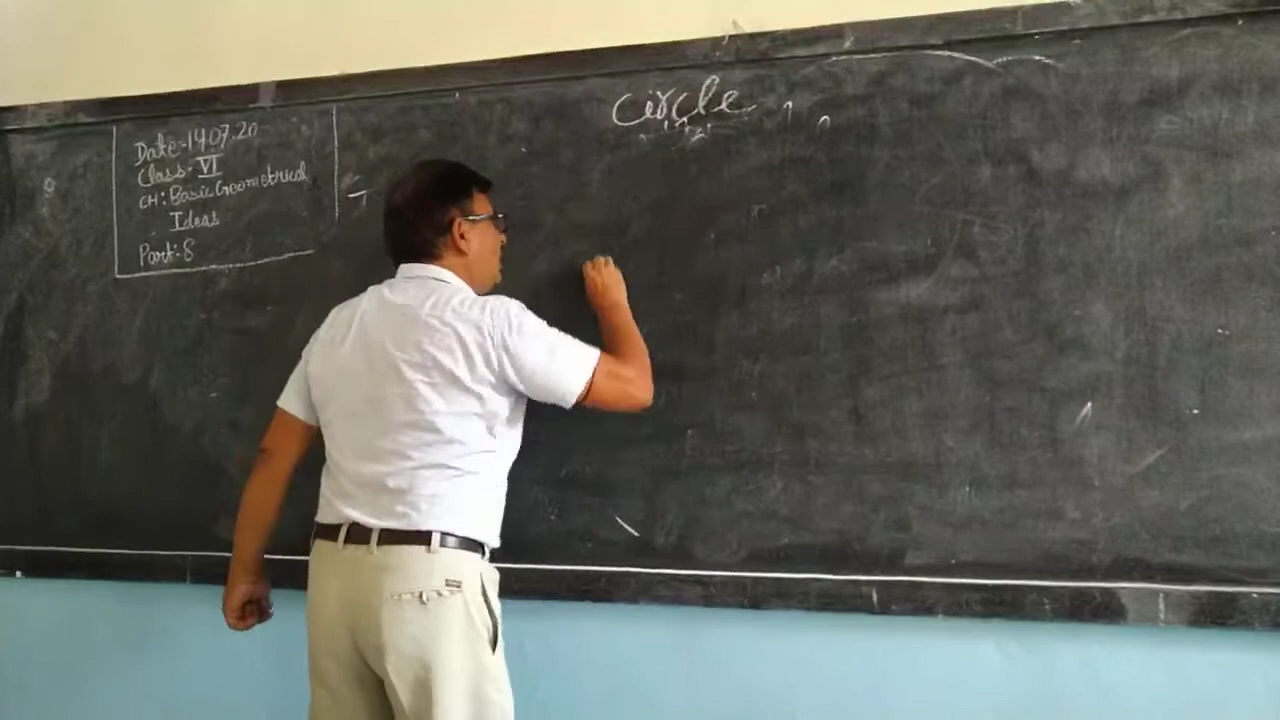 Date-14.07.20
Class-VI
CH: Basic Geometrical
Ideas
Part: 8
Circle